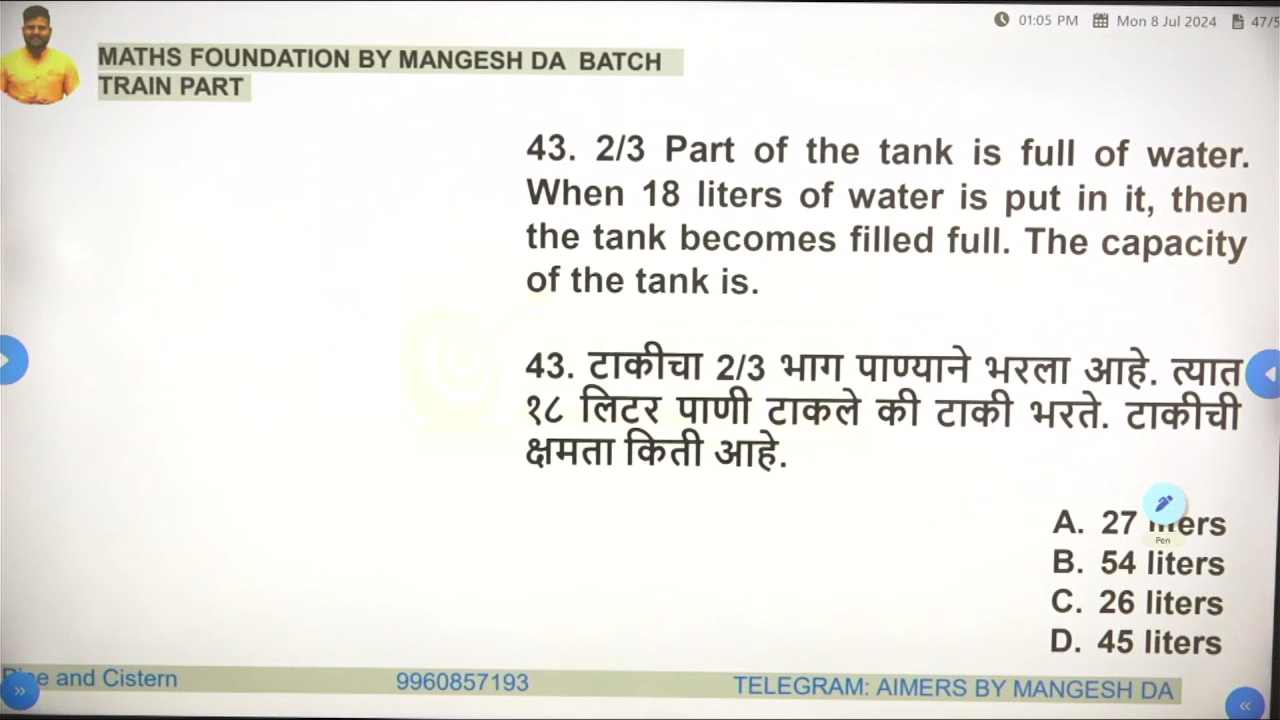 01:05 PM Mon 8 Jul 2024 47/5
MATHS FOUNDATION BY MANGESH DA BATCH
TRAIN PART
43. 2/3 Part of the tank is full of water.
When 18 liters of water is put in it, then
the tank becomes filled full. The capacity
of the tank is.
43. टाकीचा 2/3 भाग पाण्याने भरला आहे. त्यात
१८ लिटर पाणी टाकले की टाकी भरते. टाकीची
क्षमता किती आहे.
A. 27
Pen
B. 54 liters
C. 26 liters
D. 45 liters
and Cistern 9960857193 TELEGRAM: AIMERS BY MANGESH DA